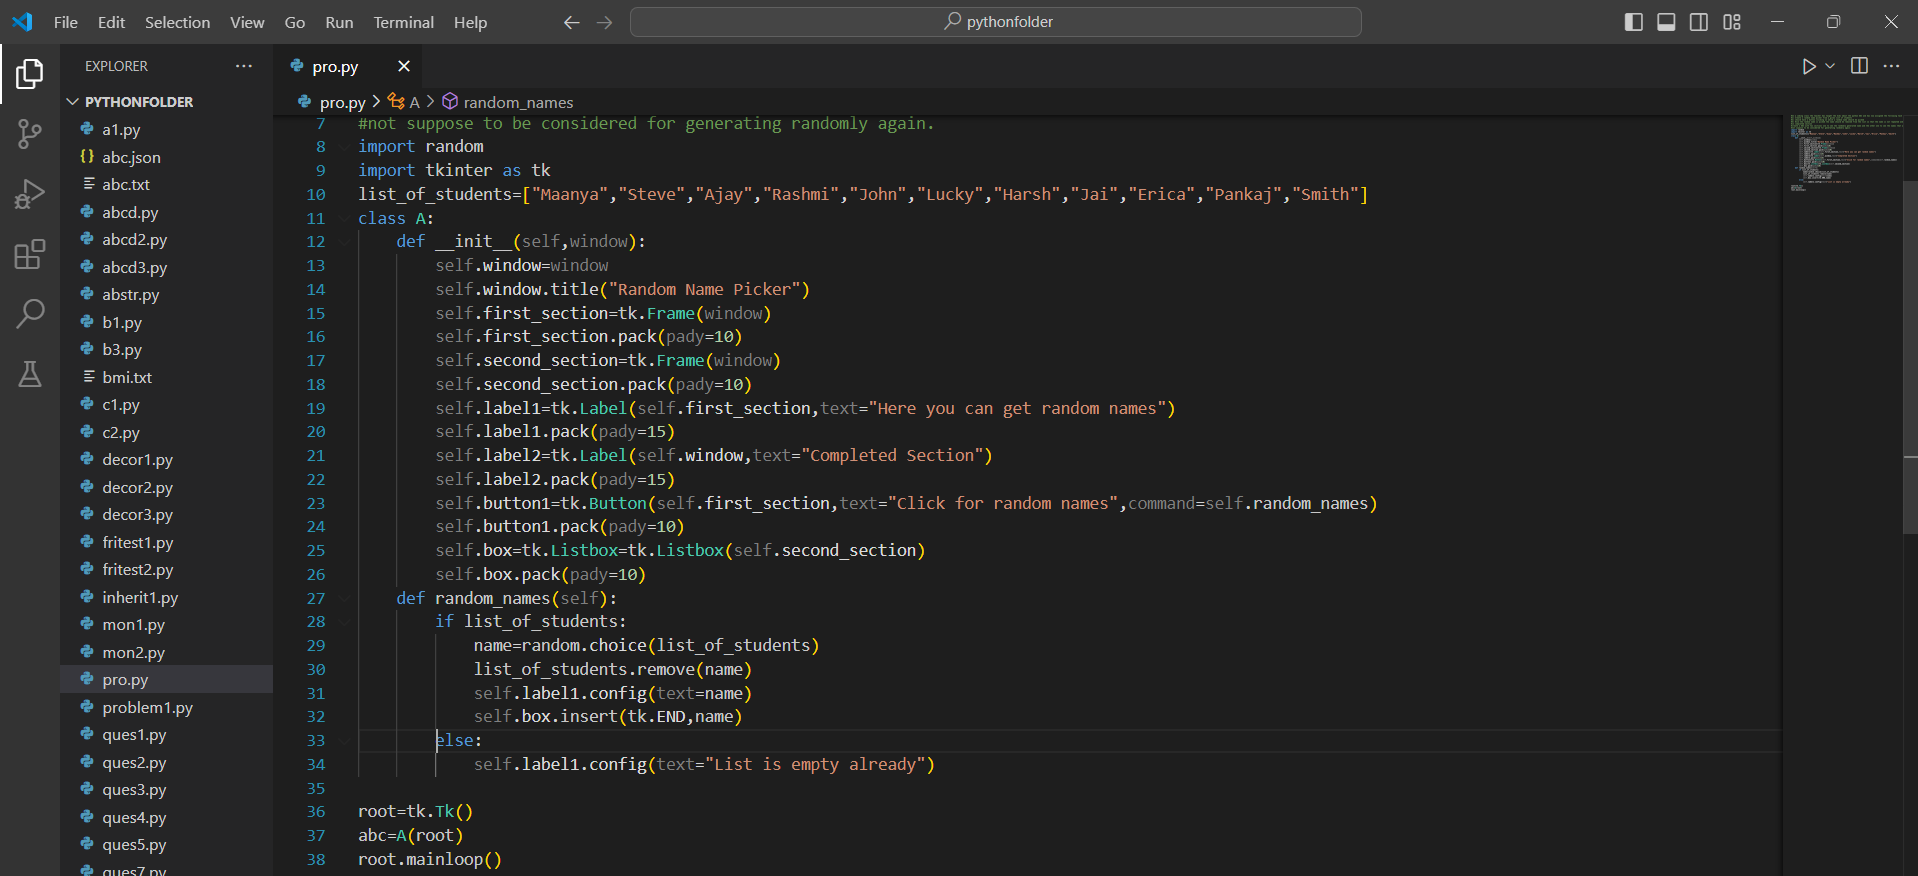 File Edit Selection View Go Run Terminal Help
pythonfolder
EXPLORER
PYTHONFOLDER
a1.py
abc.json
abc.txt
abcd.py
abcd2.py
abcd3.py
abstr.py
b1.py
b3.py
bmi.txt
c1.py
c2.py
decor1.py
decor2.py
decor3.py
fritest1.py
fritest2.py
inherit1.py
mon1.py
mon2.py
pro.py
problem1.py
ques1.py
ques2.py
ques3.py
ques4.py
ques5.py
ques7.py
pro.py
pro.py > A > random_names
7 #not suppose to be considered for generating randomly again.
8 import random
9 import tkinter as tk
10 list_of_students=["Maanya","Steve","Ajay","Rashmi","John","Lucky","Harsh","Jai","Erica","Pankaj","Smith"]
11 class A:
12     def __init__(self,window):
13         self.window=window
14         self.window.title("Random Name Picker")
15         self.first_section=tk.Frame(window)
16         self.first_section.pack(pady=10)
17         self.second_section=tk.Frame(window)
18         self.second_section.pack(pady=10)
19         self.label1=tk.Label(self.first_section,text="Here you can get random names")
20         self.label1.pack(pady=15)
21         self.label2=tk.Label(self.window,text="Completed Section")
22         self.label2.pack(pady=15)
23         self.button1=tk.Button(self.first_section,text="Click for random names",command=self.random_names)
24         self.button1.pack(pady=10)
25         self.box=tk.Listbox=tk.Listbox(self.second_section)
26         self.box.pack(pady=10)
27     def random_names(self):
28         if list_of_students:
29             name=random.choice(list_of_students)
30             list_of_students.remove(name)
31             self.label1.config(text=name)
32             self.box.insert(tk.END,name)
33         else:
34             self.label1.config(text="List is empty already")
35
36 root=tk.Tk()
37 abc=A(root)
38 root.mainloop()